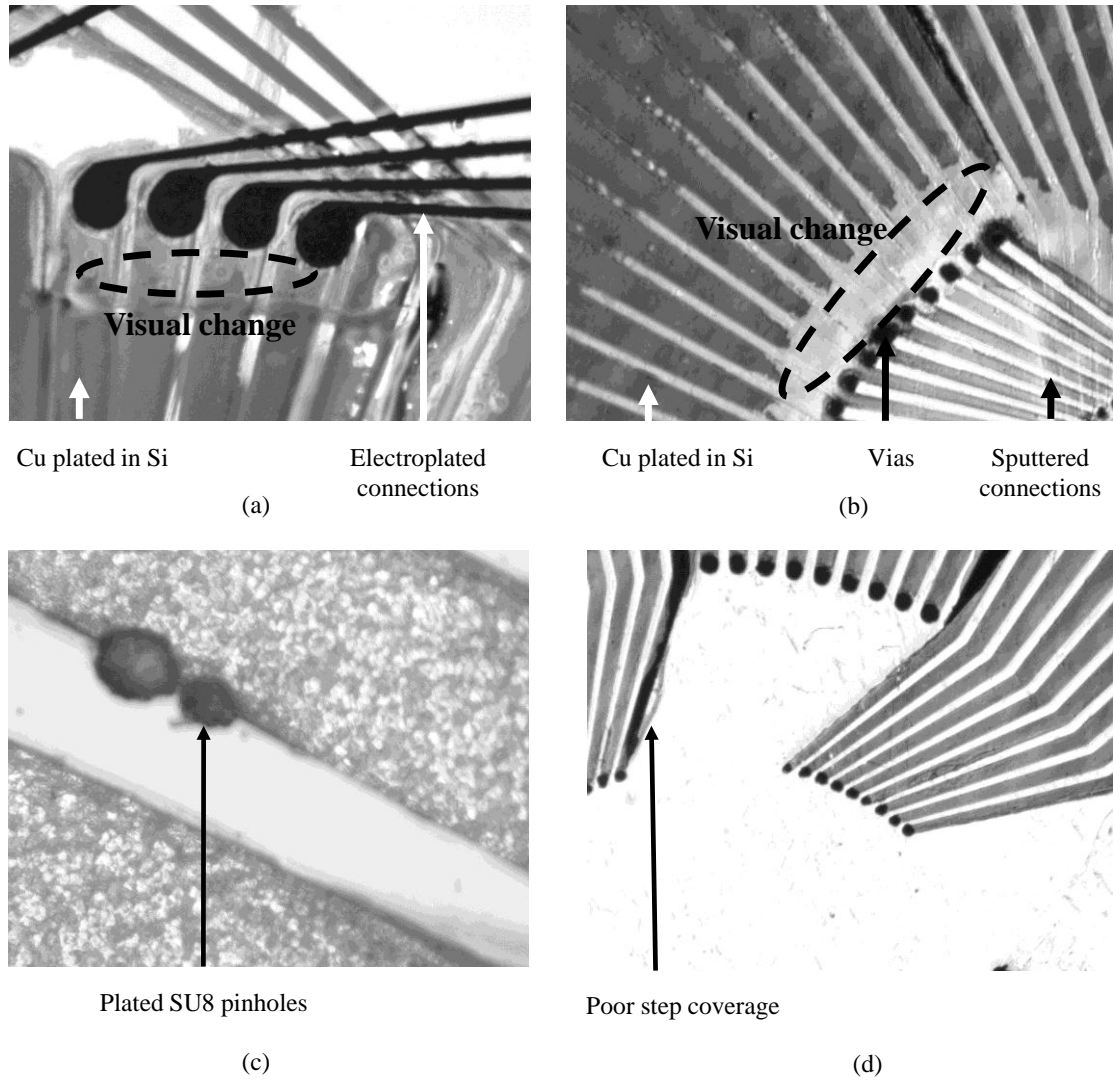 Visual change
Visual change
Cu plated in Si
Electroplated
connections
(a)
Cu plated in Si
Vias
Sputtered
connections
(b)
Plated SU8 pinholes
(c)
Poor step coverage
(d)